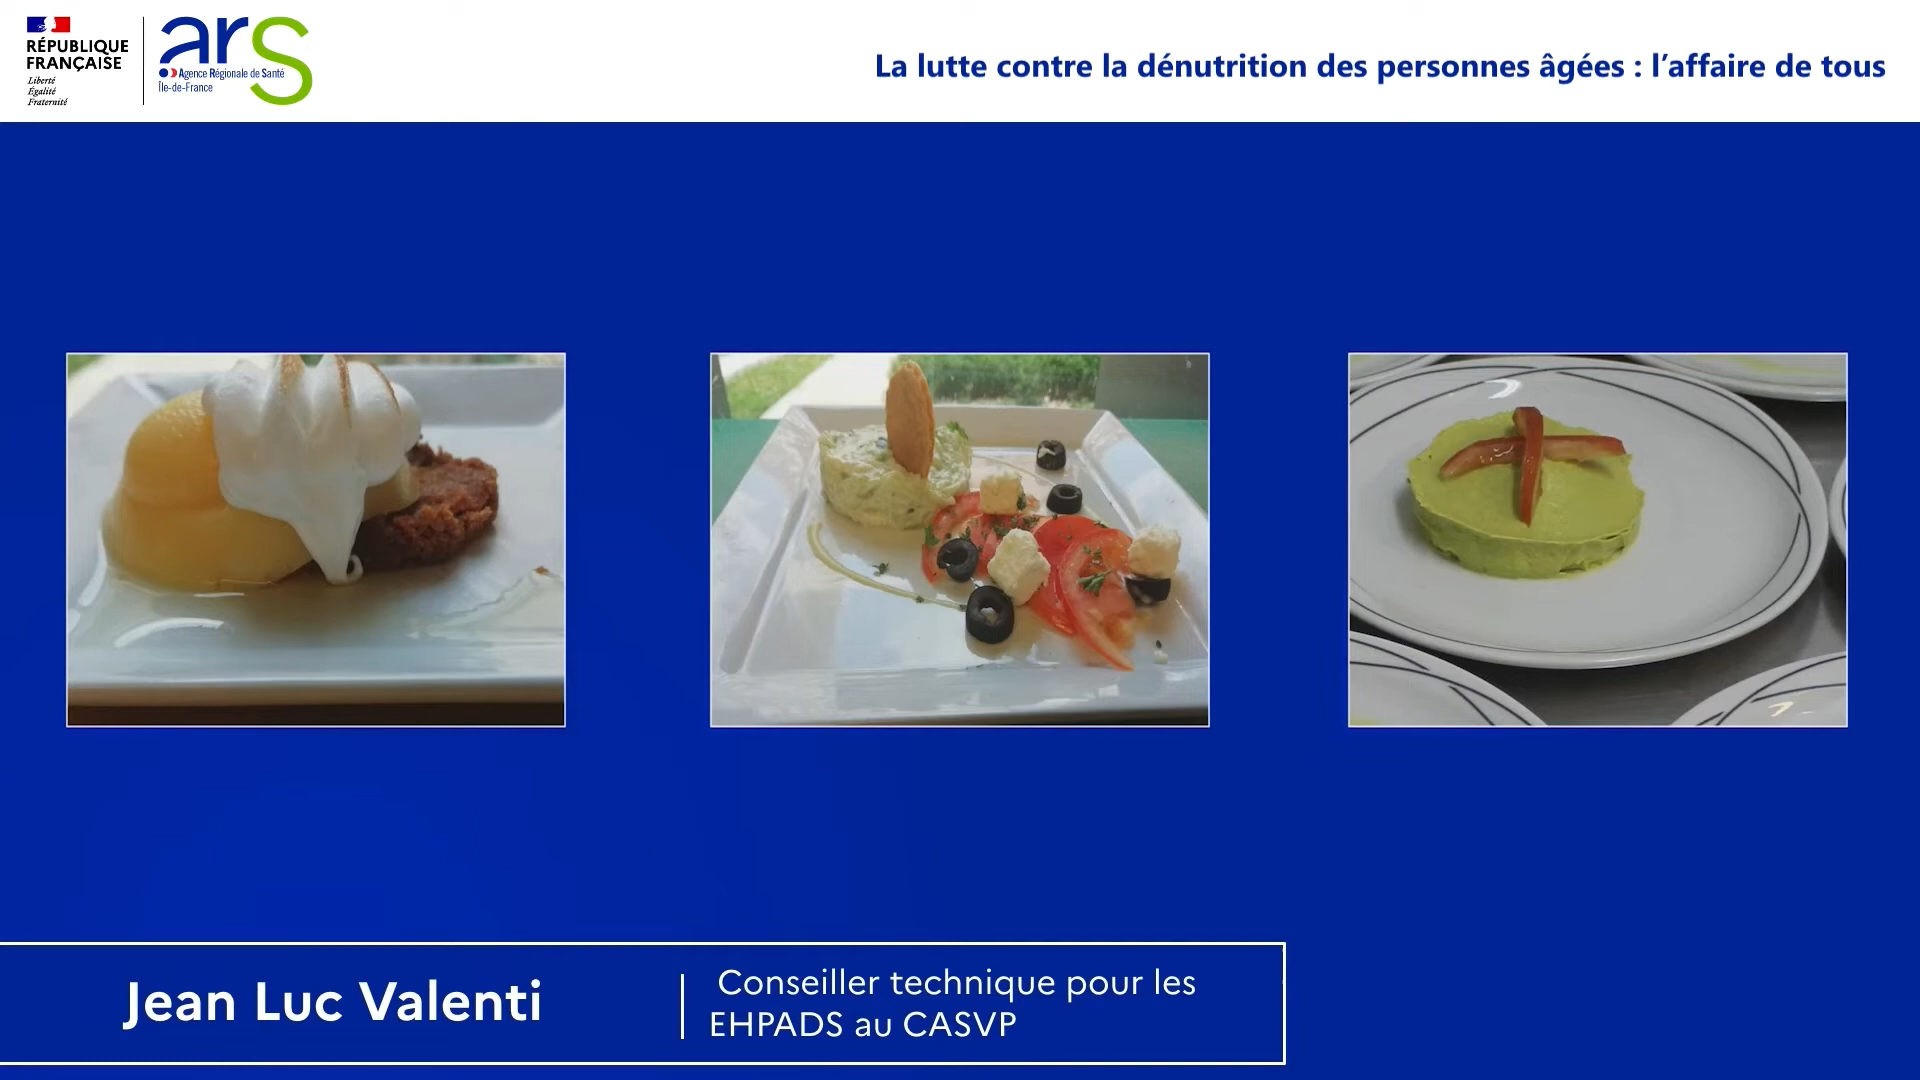 RÉPUBLIQUE
FRANÇAISE
Liberté
Égalité
Fraternité
ars
Agence Régionale de Santé
Île-de-France
La lutte contre la dénutrition des personnes âgées : l’affaire de tous
Jean Luc Valenti
Conseiller technique pour les
EHPADS au CASVP